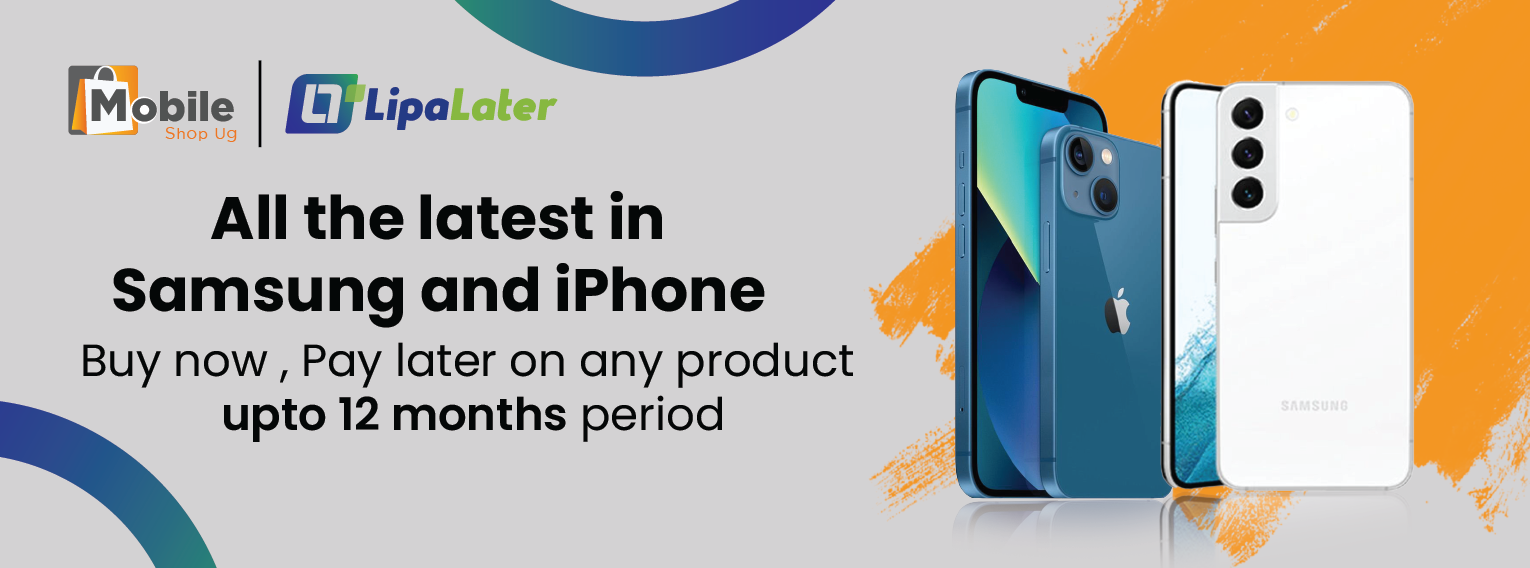 Mobile
Shop Ug
LipaLater
All the latest in
Samsung and iPhone
Buy now , Pay later on any product
upto 12 months period
SAMSUNG